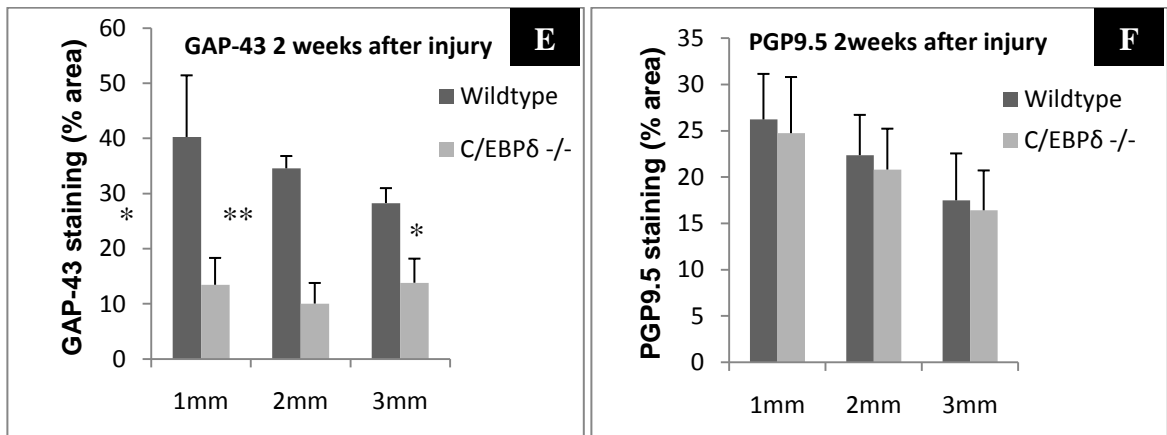 GAP-43 2 weeks after injury
E
GAP-43 staining (% area)
60
50
40
30
20
10
0
Wildtype
C/EBPδ -/-
*
**
*
1mm 2mm 3mm
PGP9.5 2weeks after injury
F
PGP9.5 staining (% area)
35
30
25
20
15
10
5
0
Wildtype
C/EBPδ -/-
1mm 2mm 3mm